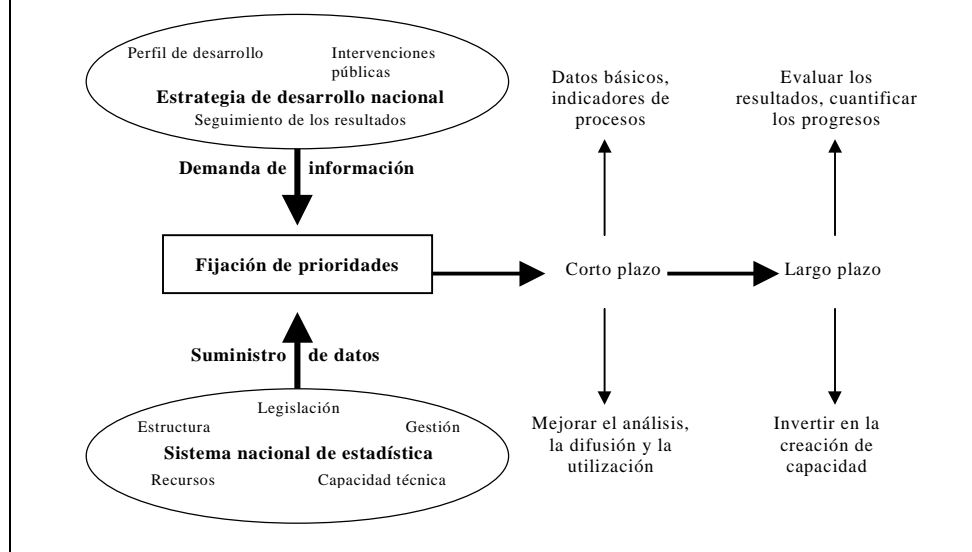 Perfil de desarrollo
Intervenciones
públicas
Estrategia de desarrollo nacional
Seguimiento de los resultados
Demanda de información
Fijación de prioridades
Suministro de datos
Legislación
Estructura
Gestión
Sistema nacional de estadística
Recursos
Capacidad técnica
Datos básicos,
indicadores de
procesos
Corto plazo
Mejorar el análisis,
la difusión y la
utilización
Evaluar los
resultados, cuantificar
los progresos
Largo plazo
Invertir en la
creación de
capacidad